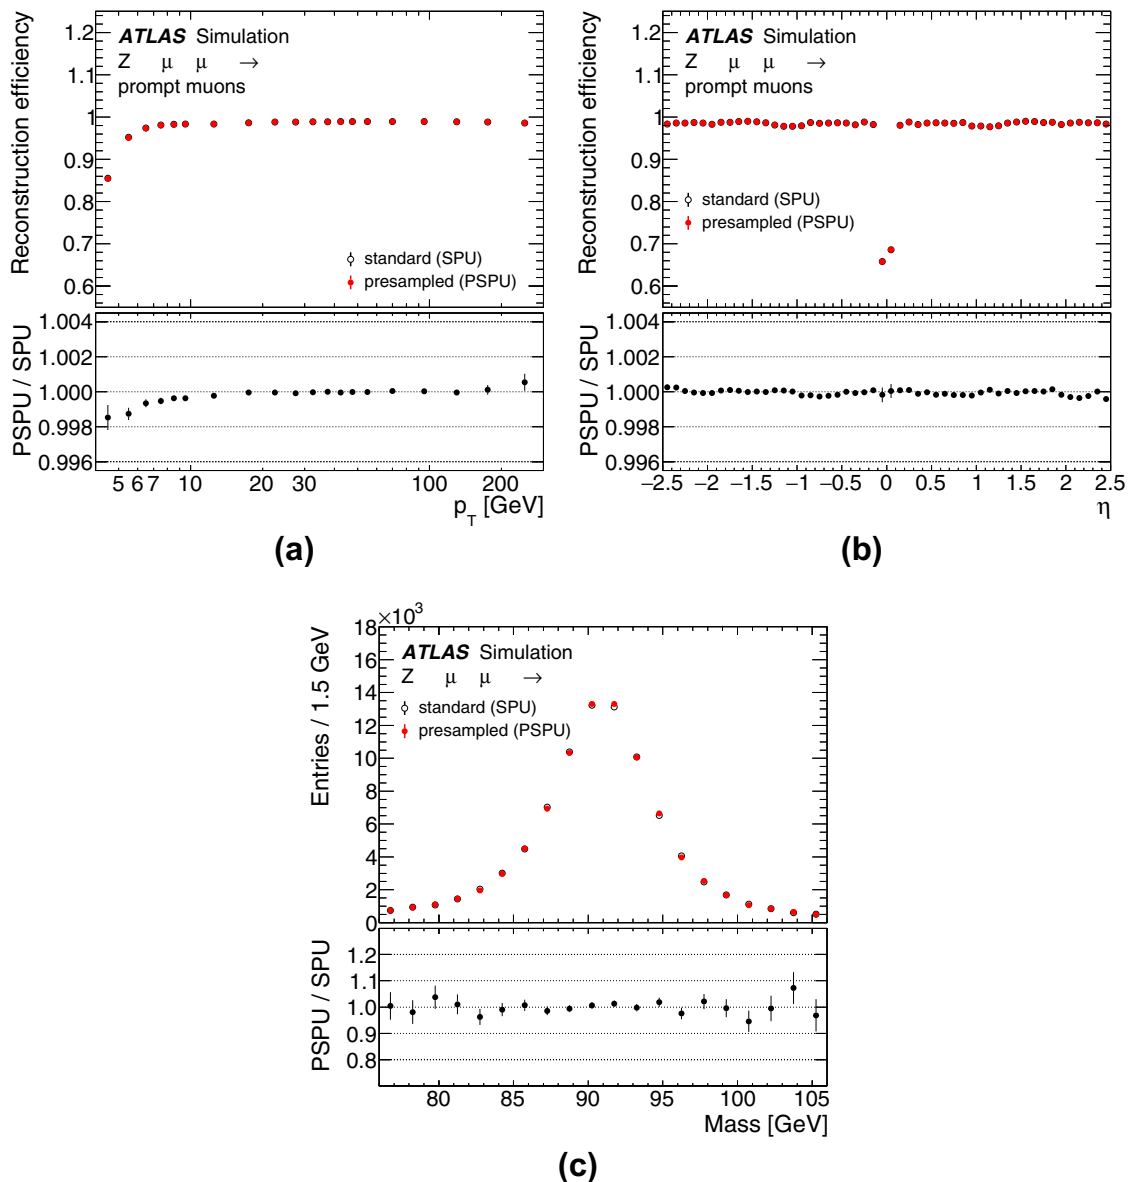 1.2
1.1
1
0.9
0.8
0.7
0.6
Reconstruction efficiency
ATLAS Simulation
Z μ μ →
prompt muons
standard (SPU)
presampled (PSPU)
1.004
1.002
1.000
0.998
0.996
PSPU / SPU
5 6 7 10 20 30 100 200
p_T [GeV]
(a)
1.2
1.1
1
0.9
0.8
0.7
0.6
Reconstruction efficiency
ATLAS Simulation
Z μ μ →
prompt muons
standard (SPU)
presampled (PSPU)
1.004
1.002
1.000
0.998
0.996
PSPU / SPU
−2.5 −2 −1.5 −1 −0.5 0 0.5 1 1.5 2 2.5
η
(b)
×10³
18
16
14
12
10
8
6
4
2
0
Entries / 1.5 GeV
ATLAS Simulation
Z μ μ →
standard (SPU)
presampled (PSPU)
1.2
1.1
1.0
0.9
0.8
PSPU / SPU
80 85 90 95 100 105
Mass [GeV]
(c)